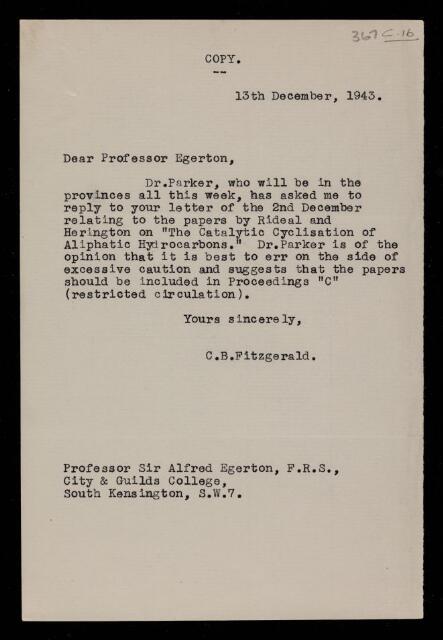 367 C.16
COPY.
13th December, 1943.
Dear Professor Egerton,
Dr.Parker, who will be in the
provinces all this week, has asked me to
reply to your letter of the 2nd December
relating to the papers by Rideal and
Herington on "The Catalytic Cyclisation of
Aliphatic Hydrocarbons." Dr.Parker is of the
opinion that it is best to err on the side of
excessive caution and suggests that the papers
should be included in Proceedings "C"
(restricted circulation).
Yours sincerely,
C.B.Fitzgerald.
Professor Sir Alfred Egerton, F.R.S.,
City & Guilds College,
South Kensington, S.W.7.